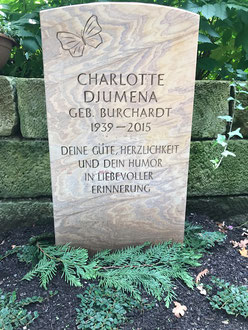 CHARLOTTE
DJUMENA
GEB. BURCHARDT
1939 — 2015
DEINE GÜTE, HERZLICHKEIT
UND DEIN HUMOR
IN LIEBEVOLLER
ERINNERUNG